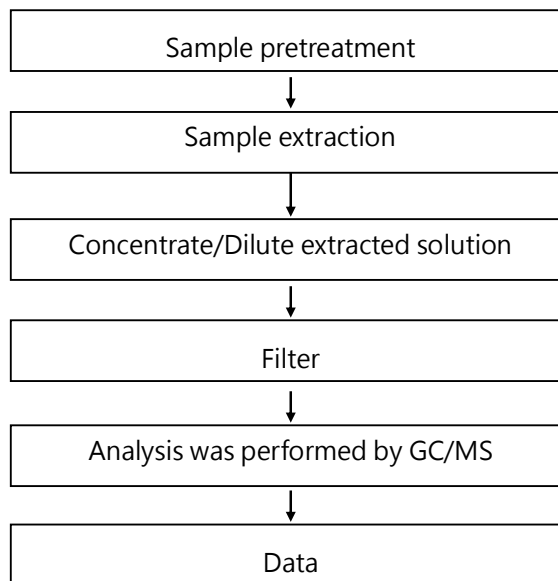 Sample pretreatment
Sample extraction
Concentrate/Dilute extracted solution
Filter
Analysis was performed by GC/MS
Data